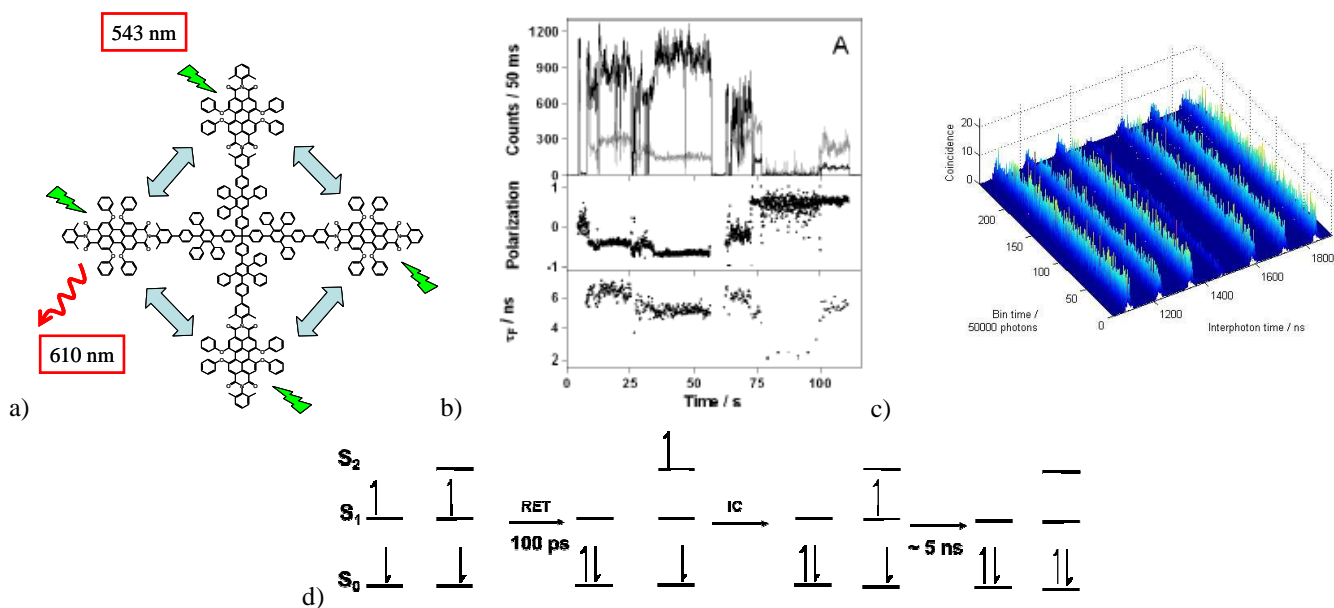 543 nm
610 nm
a)
A
1200
900
600
300
0
Counts / 50 ms
1
0
-1
Polarization
6
4
2
τF / ns
0 25 50 75 100
Time / s
b)
20
10
0
Coincidence
200
150
100
50
0
Bin time /
50000 photons
1200 1400 1600 1800
Interphoton time / ns
c)
S2
S1
S0
RET
100 ps
IC
~ 5 ns
d)